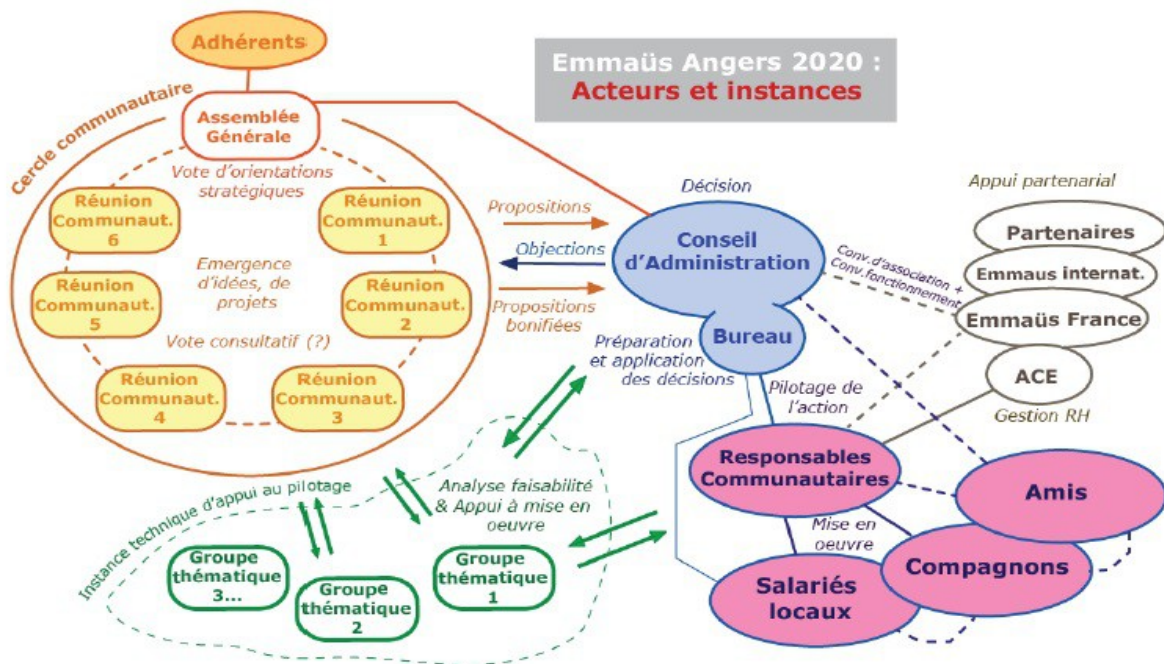 Adhérents
Emmaüs Angers 2020 :
Acteurs et instances
Cercle communautaire
Assemblée
Générale
Vote d'orientations
stratégiques
Réunion
Communaut.
6
Réunion
Communaut.
1
Emergence
d'idées, de
projets
Réunion
Communaut.
5
Réunion
Communaut.
2
Vote consultatif (?)
Réunion
Communaut.
4
Réunion
Communaut.
3
Propositions
Objections
Propositions
bonifiées
Décision
Conseil
d'Administration
Bureau
Préparation
et application
des décisions
Conv.d'association +
Conv.fonctionnement
Appui partenarial
Partenaires
Emmaus internat.
Emmaüs France
ACE
Gestion RH
Pilotage de
l'action
Responsables
Communautaires
Amis
Mise en
oeuvre
Compagnons
Salariés
locaux
Instance technique d'appui au pilotage
Analyse faisabilité
& Appui à mise en
oeuvre
Groupe
thématique
3...
Groupe
thématique
2
Groupe
thématique
1